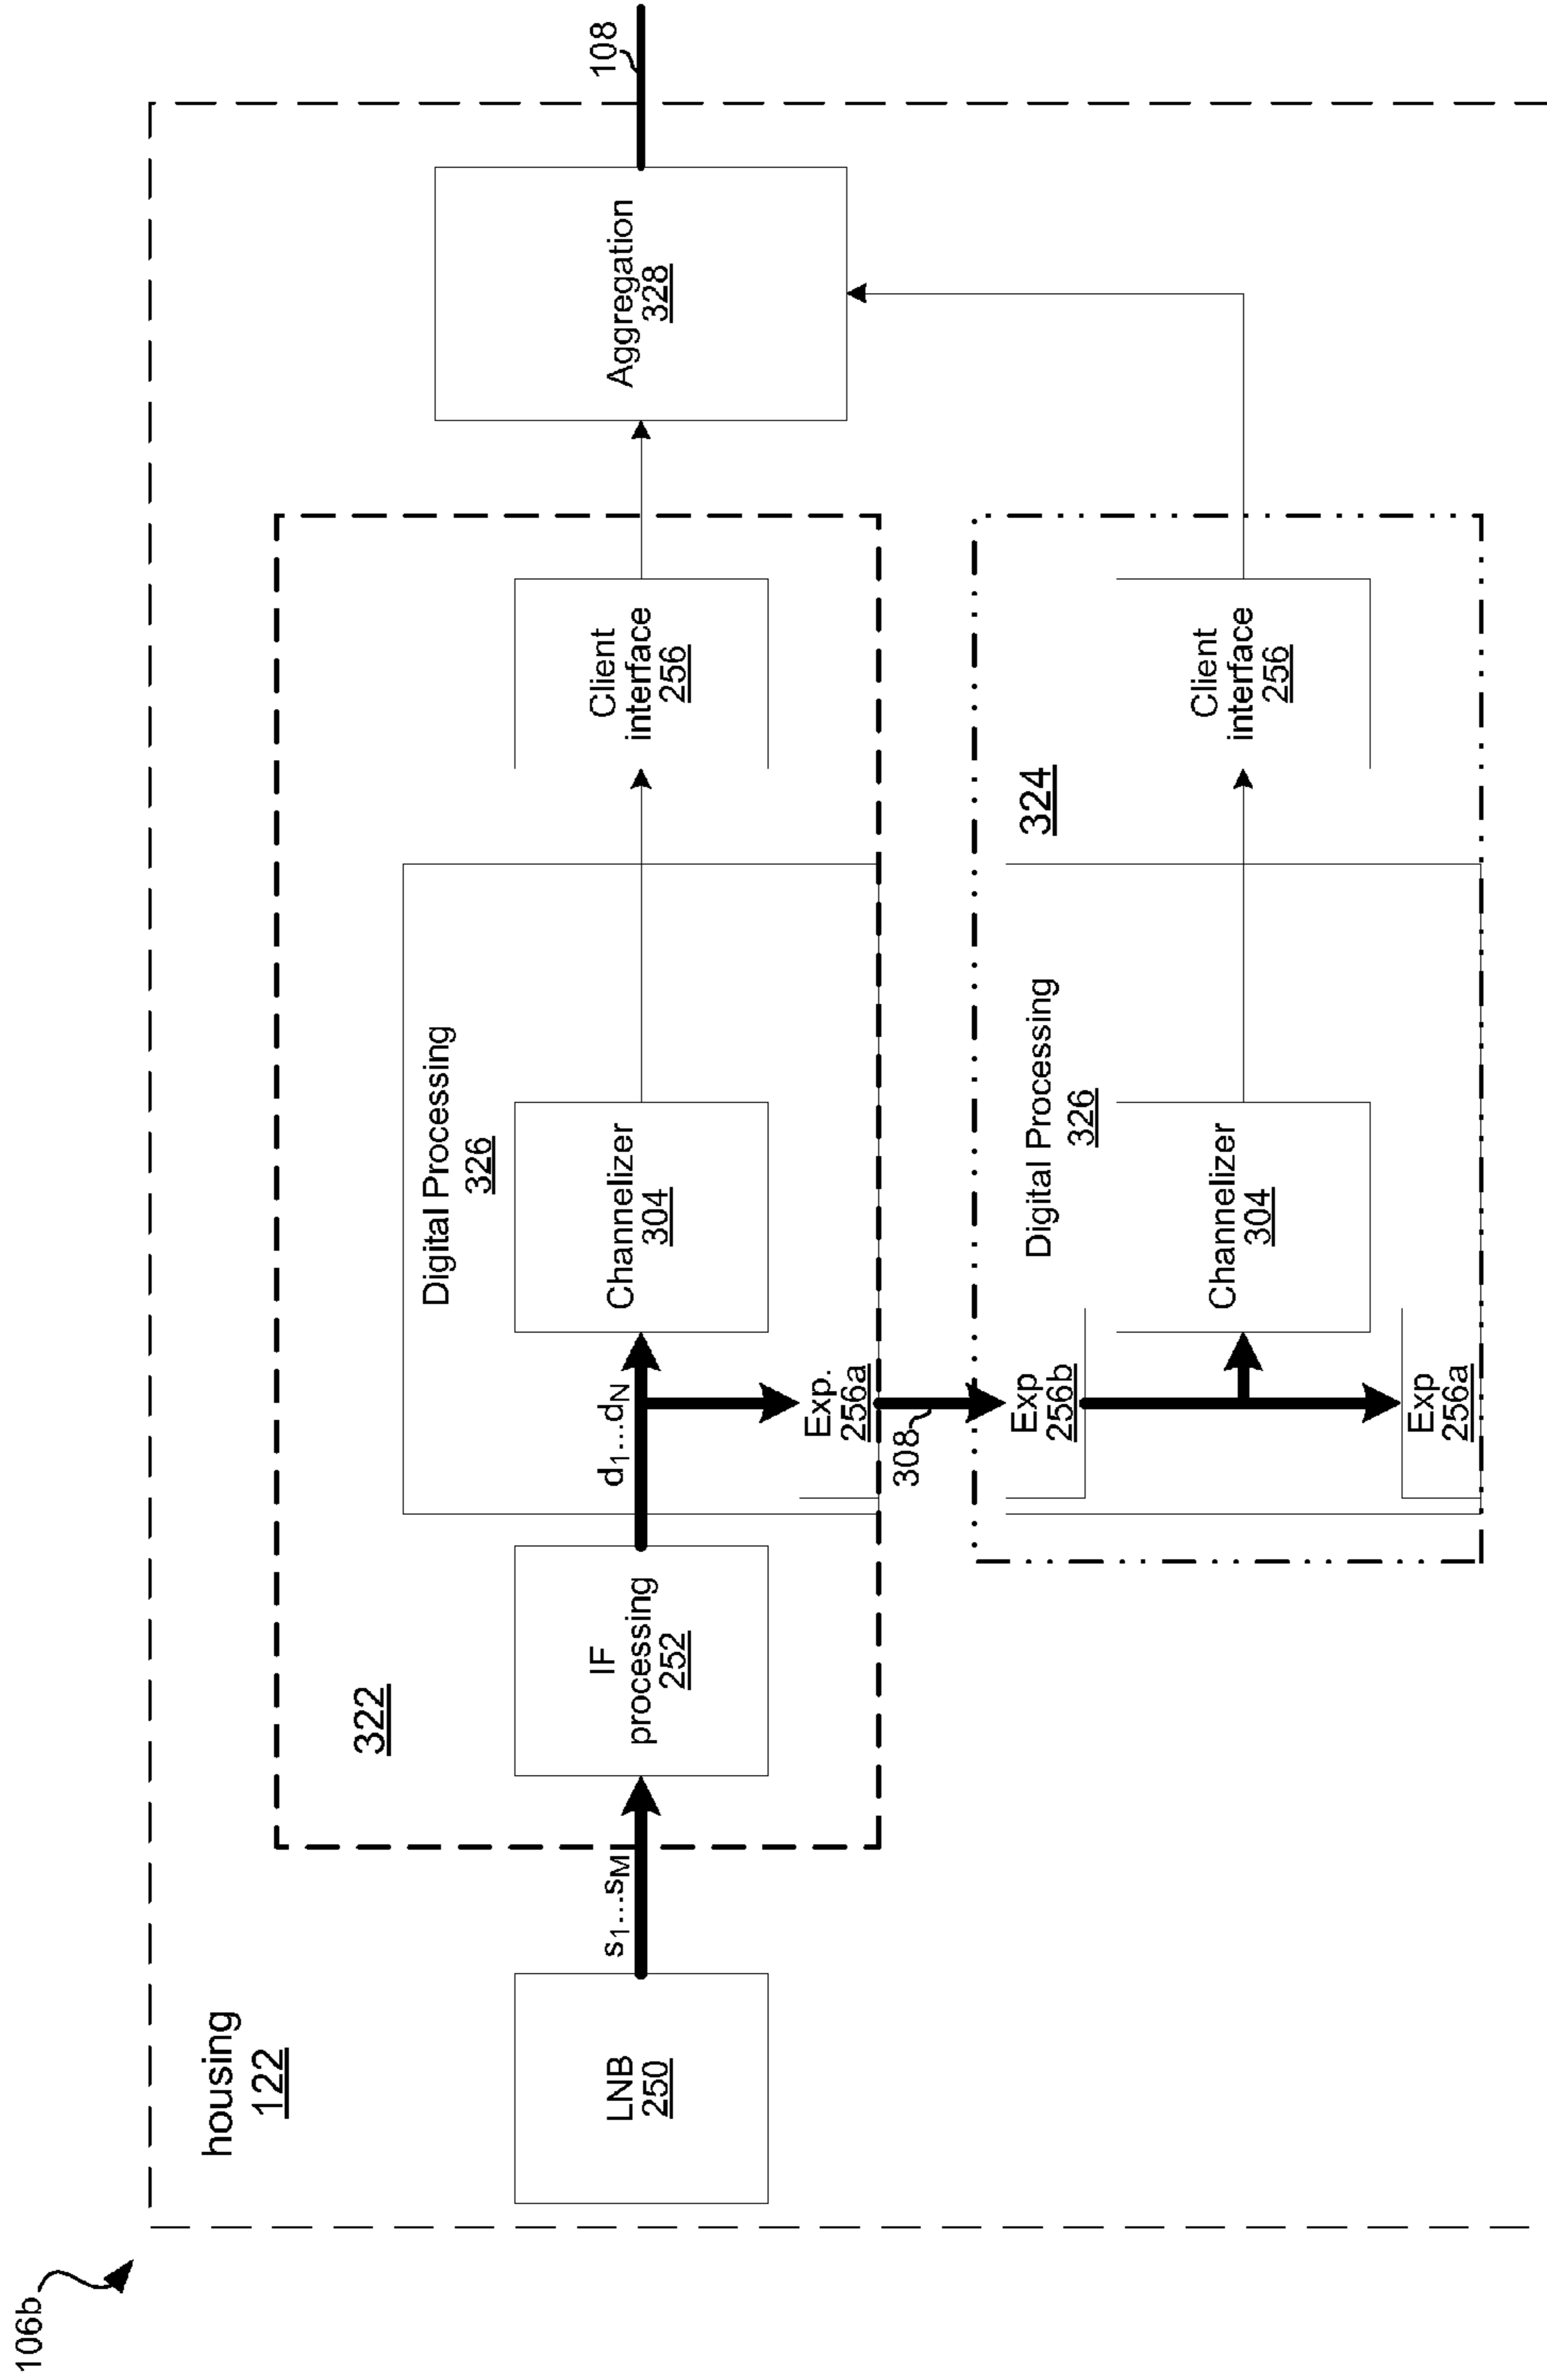 106b
housing
122
LNB
250
s1...sM
322
IF
processing
252
d1...dN
Digital Processing
326
Channelizer
304
Exp.
256a
Client
interface
256
Aggregation
328
108
308
324
Exp
256b
Digital Processing
326
Channelizer
304
Exp
256a
Client
interface
256